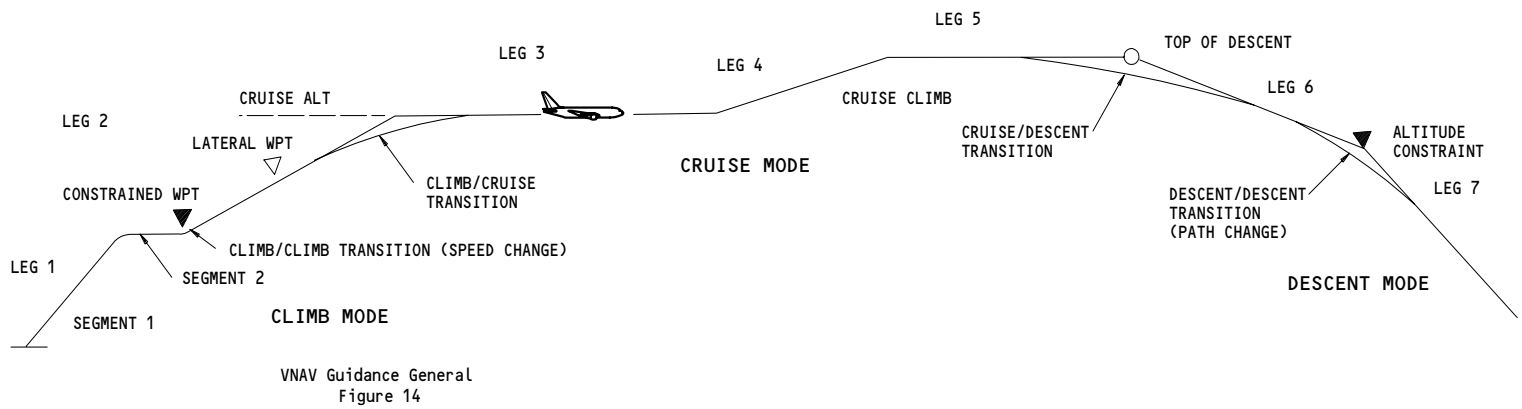 LEG 5
TOP OF DESCENT
LEG 3
LEG 4
CRUISE ALT
CRUISE CLIMB
LEG 6
LEG 2
LATERAL WPT
CRUISE/DESCENT
TRANSITION
ALTITUDE
CONSTRAINT
CRUISE MODE
CLIMB/CRUISE
TRANSITION
CONSTRAINED WPT
DESCENT/DESCENT
TRANSITION
(PATH CHANGE)
LEG 7
CLIMB/CLIMB TRANSITION (SPEED CHANGE)
LEG 1
SEGMENT 2
DESCENT MODE
SEGMENT 1
CLIMB MODE
VNAV Guidance General
Figure 14